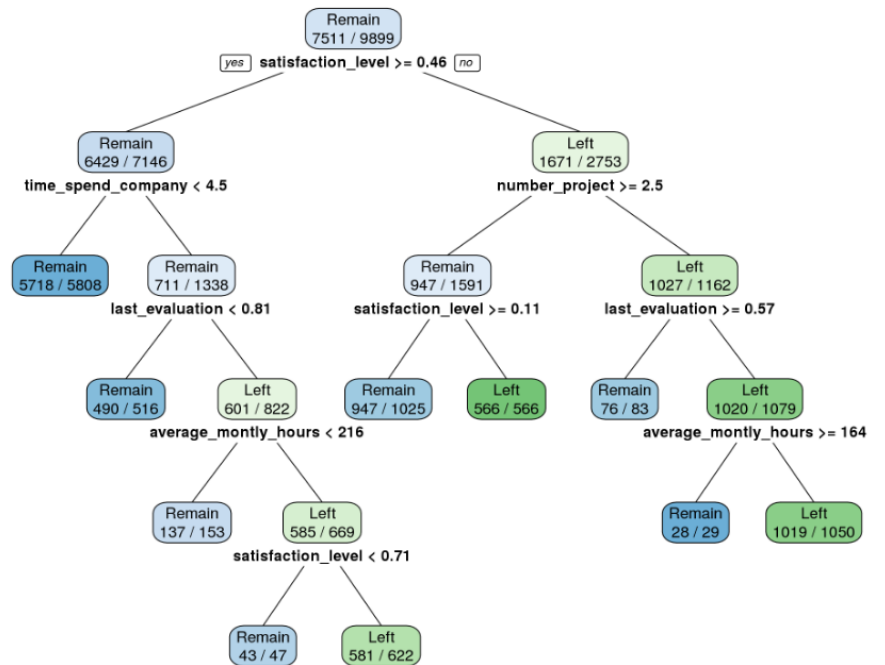 Remain
7511 / 9899
yes satisfaction_level >= 0.46 no
Remain
6429 / 7146
time_spend_company < 4.5
Left
1671 / 2753
number_project >= 2.5
Remain
5718 / 5808
Remain
711 / 1338
last_evaluation < 0.81
Remain
947 / 1591
satisfaction_level >= 0.11
Left
1027 / 1162
last_evaluation >= 0.57
Remain
490 / 516
Left
601 / 822
average_montly_hours < 216
Remain
947 / 1025
Left
566 / 566
Remain
76 / 83
Left
1020 / 1079
average_montly_hours >= 164
Remain
137 / 153
Left
585 / 669
satisfaction_level < 0.71
Remain
28 / 29
Left
1019 / 1050
Remain
43 / 47
Left
581 / 622